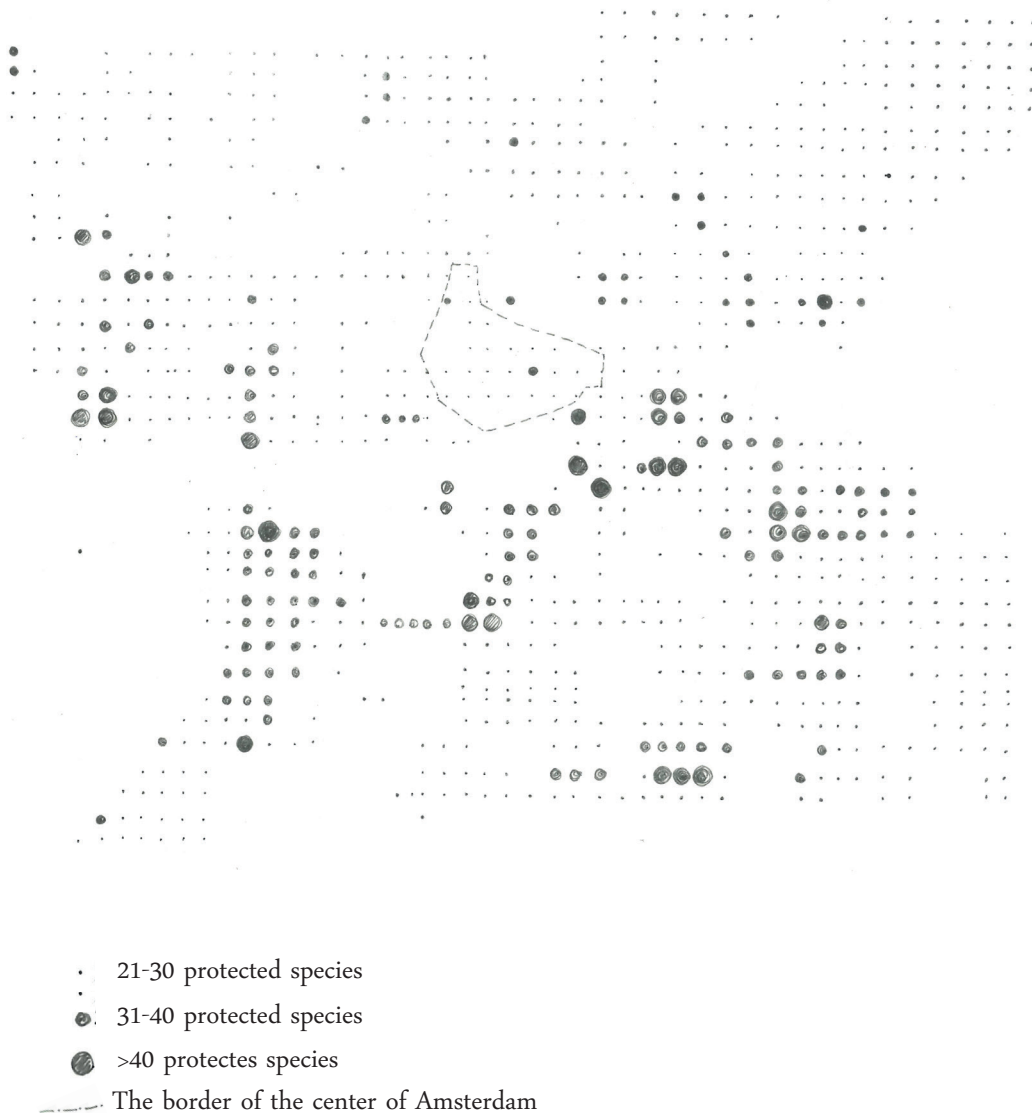 21-30 protected species
31-40 protected species
>40 protectes species
The border of the center of Amsterdam